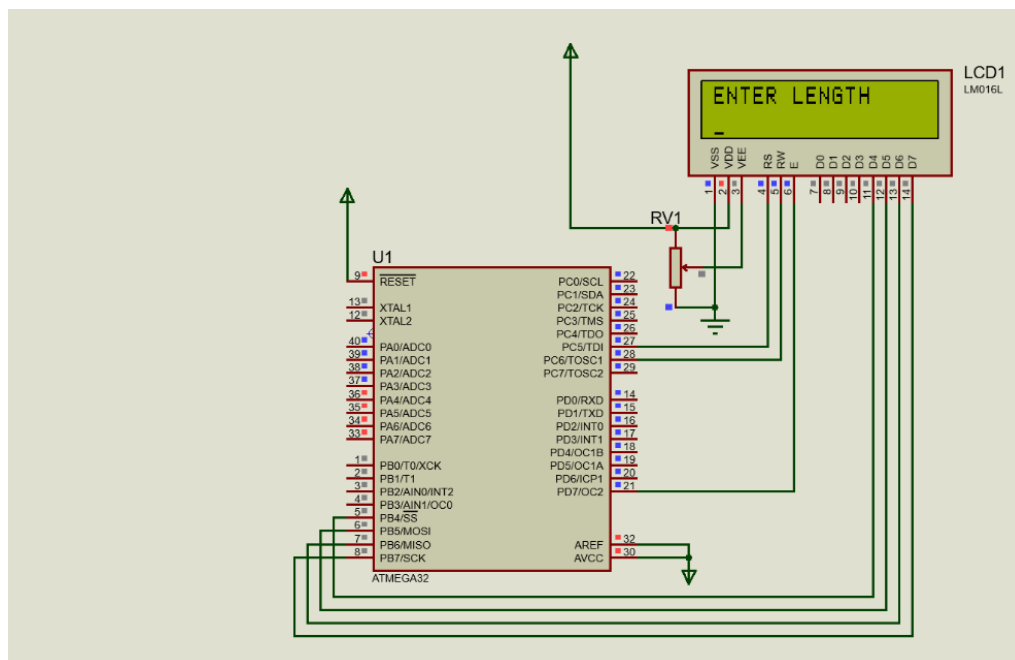 LCD1
LM016L
ENTER LENGTH
_
VSS VDD VEE RS RW E D0 D1 D2 D3 D4 D5 D6 D7
1 2 3 4 5 6 7 8 9 10 11 12 13 14
RV1
U1
9 RESET PC0/SCL 22
PC1/SDA 23
13 XTAL1 PC2/TCK 24
12 XTAL2 PC3/TMS 25
PC4/TDO 26
40 PA0/ADC0 PC5/TDI 27
39 PA1/ADC1 PC6/TOSC1 28
38 PA2/ADC2 PC7/TOSC2 29
37 PA3/ADC3
36 PA4/ADC4 PD0/RXD 14
35 PA5/ADC5 PD1/TXD 15
34 PA6/ADC6 PD2/INT0 16
33 PA7/ADC7 PD3/INT1 17
PD4/OC1B 18
1 PB0/T0/XCK PD5/OC1A 19
2 PB1/T1 PD6/ICP1 20
3 PB2/AIN0/INT2 PD7/OC2 21
4 PB3/AIN1/OC0
5 PB4/SS
6 PB5/MOSI
7 PB6/MISO AREF 32
8 PB7/SCK AVCC 30
ATMEGA32